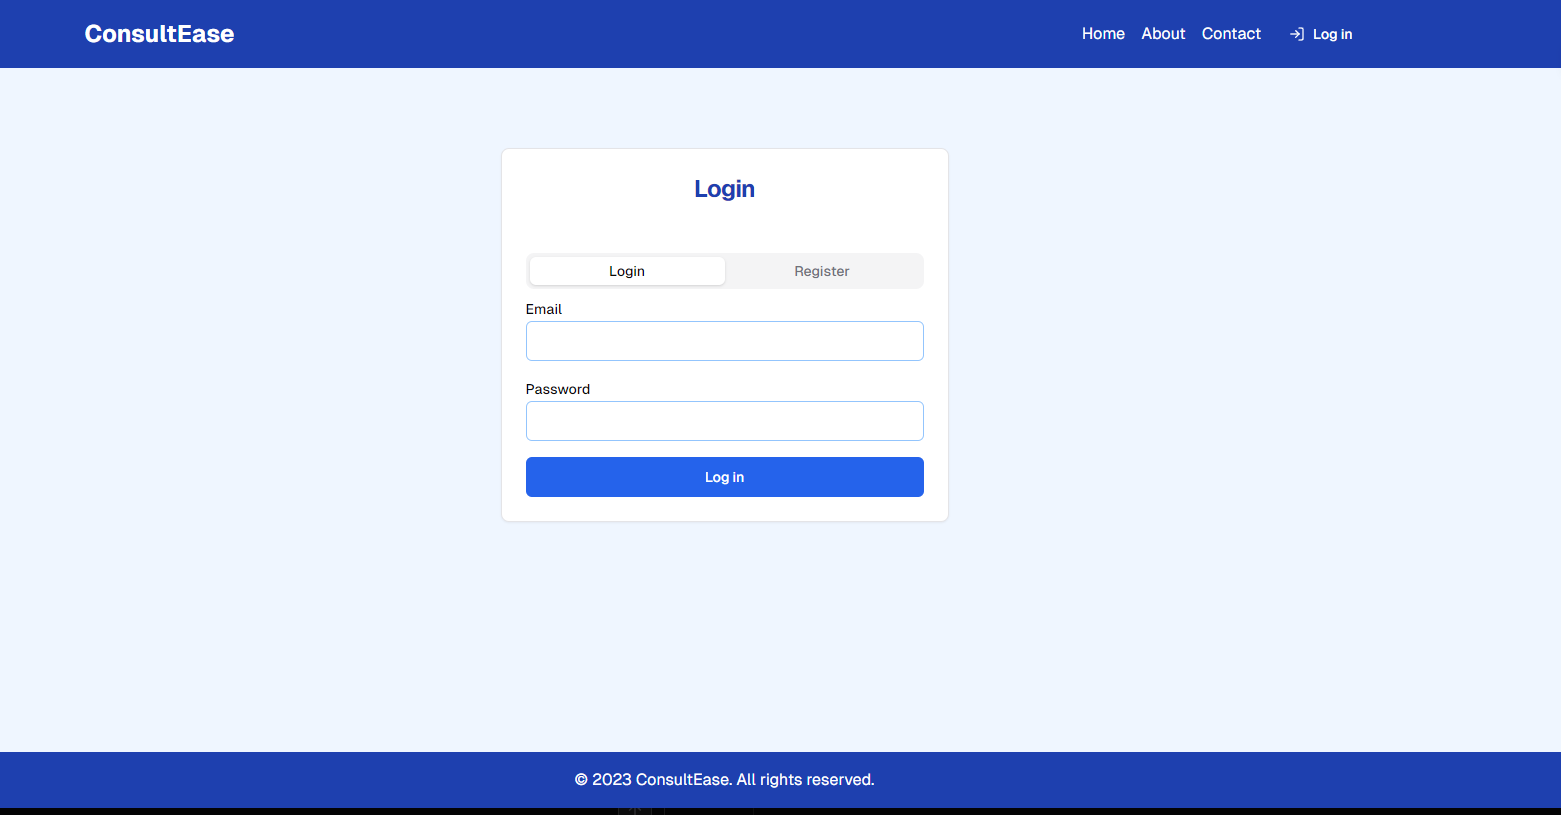 ConsultEase
Home About Contact Log in
Login
Login Register
Email
Password
Log in
© 2023 ConsultEase. All rights reserved.